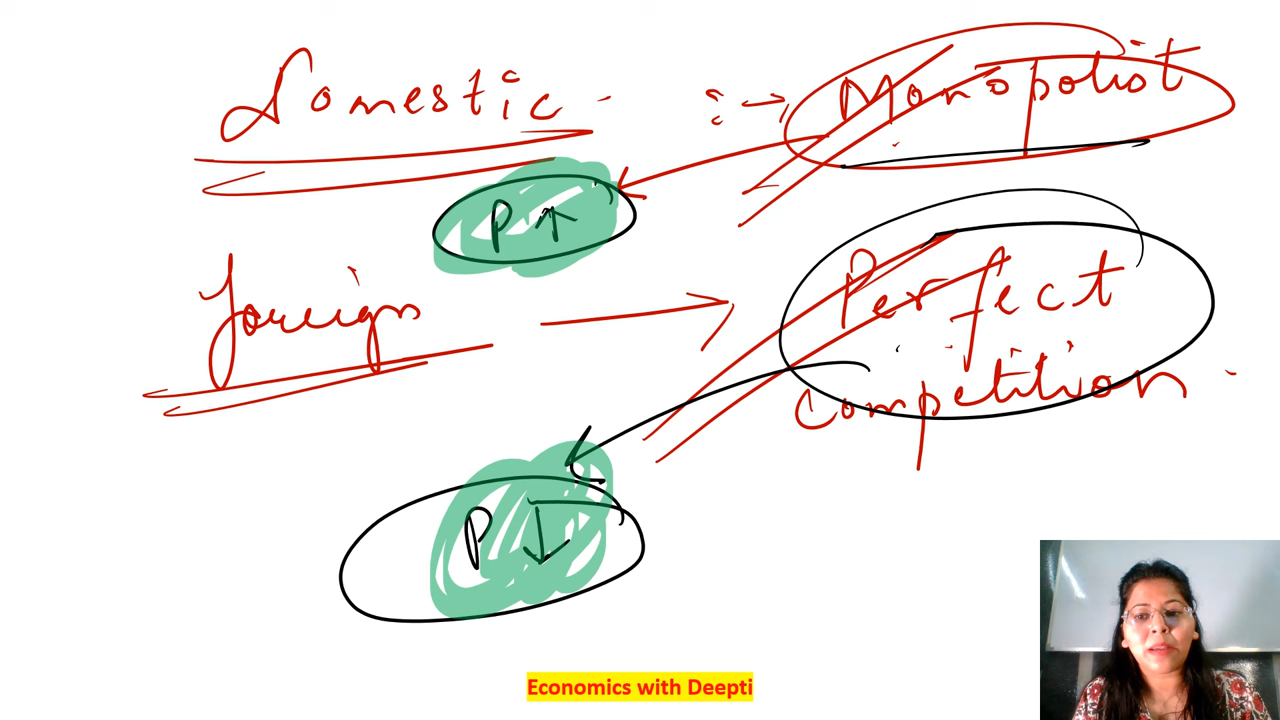 Domestic : → Monopolist
P ↑
Foreign → Perfect
Competition
P ↓
Economics with Deepti